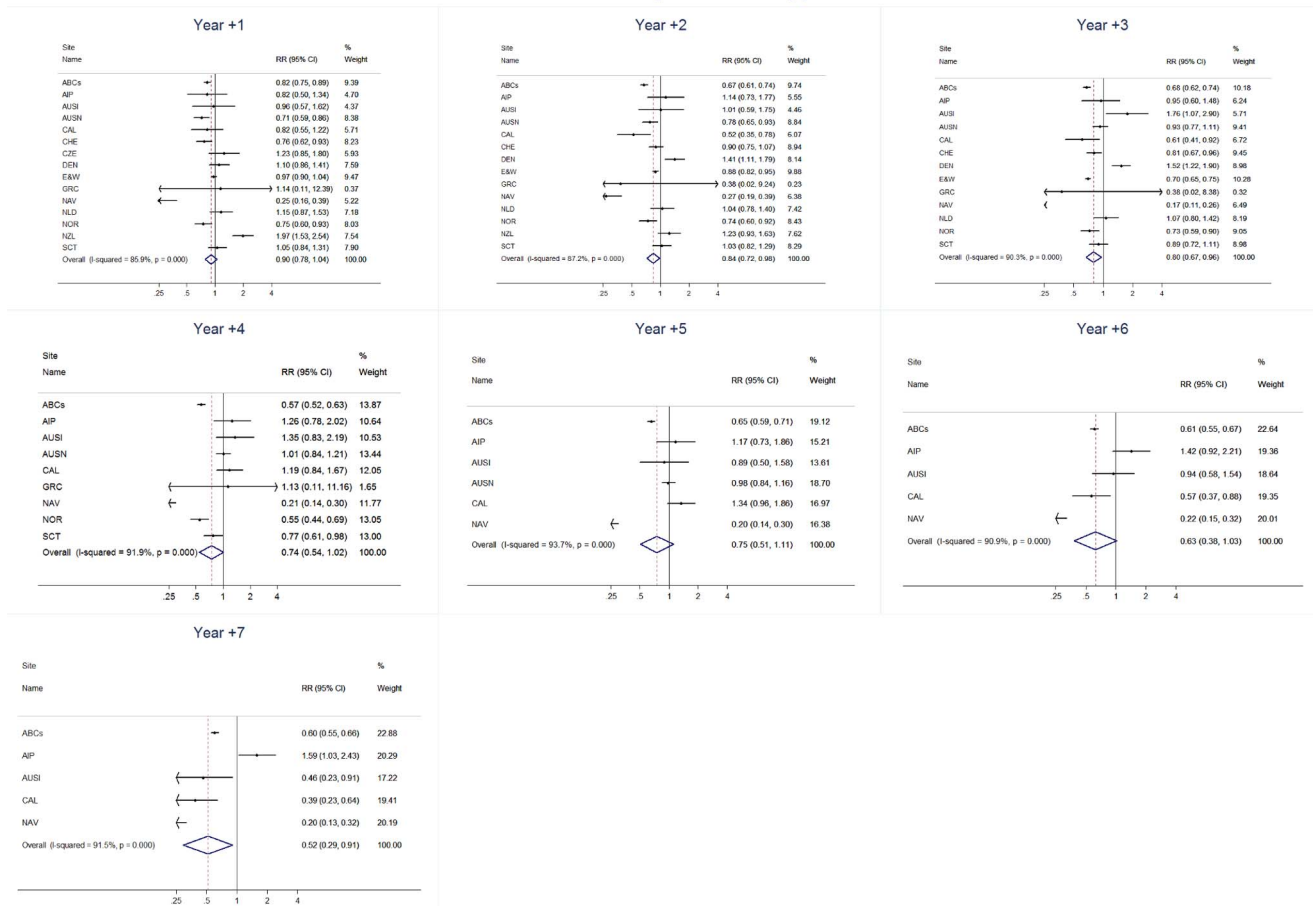 Year +1
Site %
Name RR (95% CI) Weight
ABCs 0.82 (0.75, 0.89) 9.39
AIP 0.82 (0.50, 1.34) 4.70
AUSI 0.96 (0.57, 1.62) 4.37
AUSN 0.71 (0.59, 0.86) 8.38
CAL 0.82 (0.55, 1.22) 5.71
CHE 0.76 (0.62, 0.93) 8.23
CZE 1.23 (0.85, 1.80) 5.93
DEN 1.10 (0.86, 1.41) 7.59
E&W 0.97 (0.90, 1.04) 9.47
GRC 1.14 (0.11, 12.39) 0.37
NAV 0.25 (0.16, 0.39) 5.22
NLD 1.15 (0.87, 1.53) 7.18
NOR 0.75 (0.60, 0.93) 8.03
NZL 1.97 (1.53, 2.54) 7.54
SCT 1.05 (0.84, 1.31) 7.90
Overall (I-squared = 85.9%, p = 0.000) 0.90 (0.78, 1.04) 100.00
.25 .5 1 2 4
Year +2
Site %
Name RR (95% CI) Weight
ABCs 0.67 (0.61, 0.74) 9.74
AIP 1.14 (0.73, 1.77) 5.55
AUSI 1.01 (0.59, 1.75) 4.46
AUSN 0.78 (0.65, 0.93) 8.84
CAL 0.52 (0.35, 0.78) 6.07
CHE 0.90 (0.75, 1.07) 8.94
DEN 1.41 (1.11, 1.79) 8.14
E&W 0.88 (0.82, 0.95) 9.88
GRC 0.38 (0.02, 9.24) 0.23
NAV 0.27 (0.19, 0.39) 6.38
NLD 1.04 (0.78, 1.40) 7.42
NOR 0.74 (0.60, 0.92) 8.43
NZL 1.23 (0.93, 1.63) 7.62
SCT 1.03 (0.82, 1.29) 8.29
Overall (I-squared = 87.2%, p = 0.000) 0.84 (0.72, 0.98) 100.00
.25 .5 1 2 4
Year +3
Site %
Name RR (95% CI) Weight
ABCs 0.68 (0.62, 0.74) 10.18
AIP 0.95 (0.60, 1.48) 6.24
AUSI 1.76 (1.07, 2.90) 5.71
AUSN 0.93 (0.77, 1.11) 9.41
CAL 0.61 (0.41, 0.92) 6.72
CHE 0.81 (0.67, 0.96) 9.45
DEN 1.52 (1.22, 1.90) 8.98
E&W 0.70 (0.65, 0.75) 10.28
GRC 0.38 (0.02, 8.38) 0.32
NAV 0.17 (0.11, 0.26) 6.49
NLD 1.07 (0.80, 1.42) 8.19
NOR 0.73 (0.59, 0.90) 9.05
SCT 0.89 (0.72, 1.11) 8.98
Overall (I-squared = 90.3%, p = 0.000) 0.80 (0.67, 0.96) 100.00
.25 .5 1 2 4
Year +4
Site %
Name RR (95% CI) Weight
ABCs 0.57 (0.52, 0.63) 13.87
AIP 1.26 (0.78, 2.02) 10.64
AUSI 1.35 (0.83, 2.19) 10.53
AUSN 1.01 (0.84, 1.21) 13.44
CAL 1.19 (0.84, 1.67) 12.05
GRC 1.13 (0.11, 11.16) 1.65
NAV 0.21 (0.14, 0.30) 11.77
NOR 0.55 (0.44, 0.69) 13.05
SCT 0.77 (0.61, 0.98) 13.00
Overall (I-squared = 91.9%, p = 0.000) 0.74 (0.54, 1.02) 100.00
.25 .5 1 2 4
Year +5
Site %
Name RR (95% CI) Weight
ABCs 0.65 (0.59, 0.71) 19.12
AIP 1.17 (0.73, 1.86) 15.21
AUSI 0.89 (0.50, 1.58) 13.61
AUSN 0.98 (0.84, 1.16) 18.70
CAL 1.34 (0.96, 1.86) 16.97
NAV 0.20 (0.14, 0.30) 16.38
Overall (I-squared = 93.7%, p = 0.000) 0.75 (0.51, 1.11) 100.00
.25 .5 1 2 4
Year +6
Site %
Name RR (95% CI) Weight
ABCs 0.61 (0.55, 0.67) 22.64
AIP 1.42 (0.92, 2.21) 19.36
AUSI 0.94 (0.58, 1.54) 18.64
CAL 0.57 (0.37, 0.88) 19.35
NAV 0.22 (0.15, 0.32) 20.01
Overall (I-squared = 90.9%, p = 0.000) 0.63 (0.38, 1.03) 100.00
.25 .5 1 2 4
Year +7
Site %
Name RR (95% CI) Weight
ABCs 0.60 (0.55, 0.66) 22.88
AIP 1.59 (1.03, 2.43) 20.29
AUSI 0.46 (0.23, 0.91) 17.22
CAL 0.39 (0.23, 0.64) 19.41
NAV 0.20 (0.13, 0.32) 20.19
Overall (I-squared = 91.5%, p = 0.000) 0.52 (0.29, 0.91) 100.00
.25 .5 1 2 4